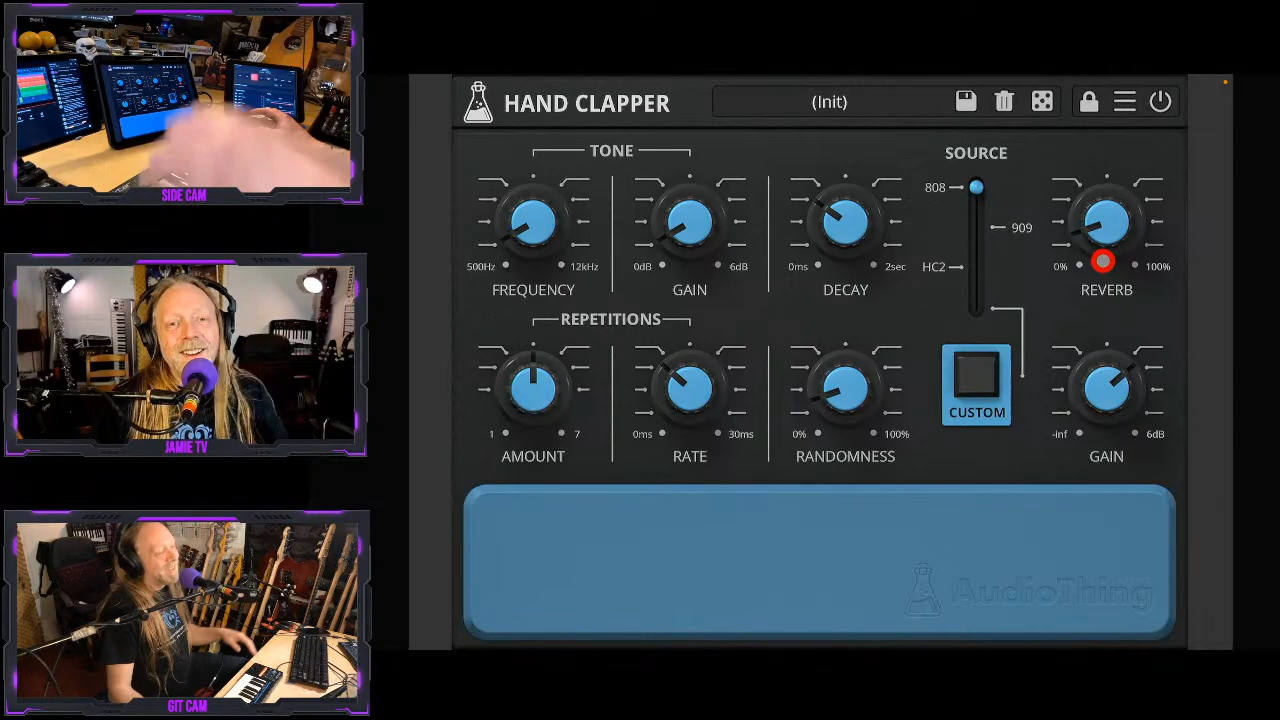 SIDE CAM
JAMIE TV
GIT CAM
HAND CLAPPER
(Init)
TONE
SOURCE
808
909
HC2
500Hz
12kHz
0dB
6dB
0ms
2sec
0%
100%
FREQUENCY
GAIN
DECAY
REVERB
REPETITIONS
CUSTOM
1
7
0ms
30ms
0%
100%
-inf
6dB
AMOUNT
RATE
RANDOMNESS
GAIN
AudioThing